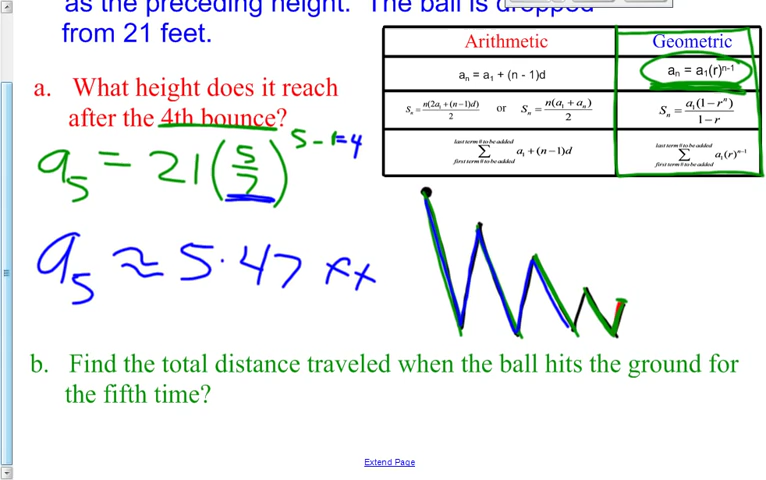 as the preceding height. The ball is dropped
from 21 feet.
a. What height does it reach
after the 4th bounce?
a₅ = 21(5/7)^5-1=4
a₅ ≈ 5.47 ft
Arithmetic Geometric
aₙ = a₁ + (n - 1)d aₙ = a₁(r)ⁿ⁻¹
Sₙ = n(2a₁+(n−1)d)/2 or Sₙ = n(a₁ + aₙ)/2 Sₙ = a₁(1−rⁿ)/1−r
last term # to be added last term # to be added
∑ a₁ + (n−1)d ∑ a₁(r)ⁿ⁻¹
first term # to be added first term # to be added
b. Find the total distance traveled when the ball hits the ground for
the fifth time?
Extend Page